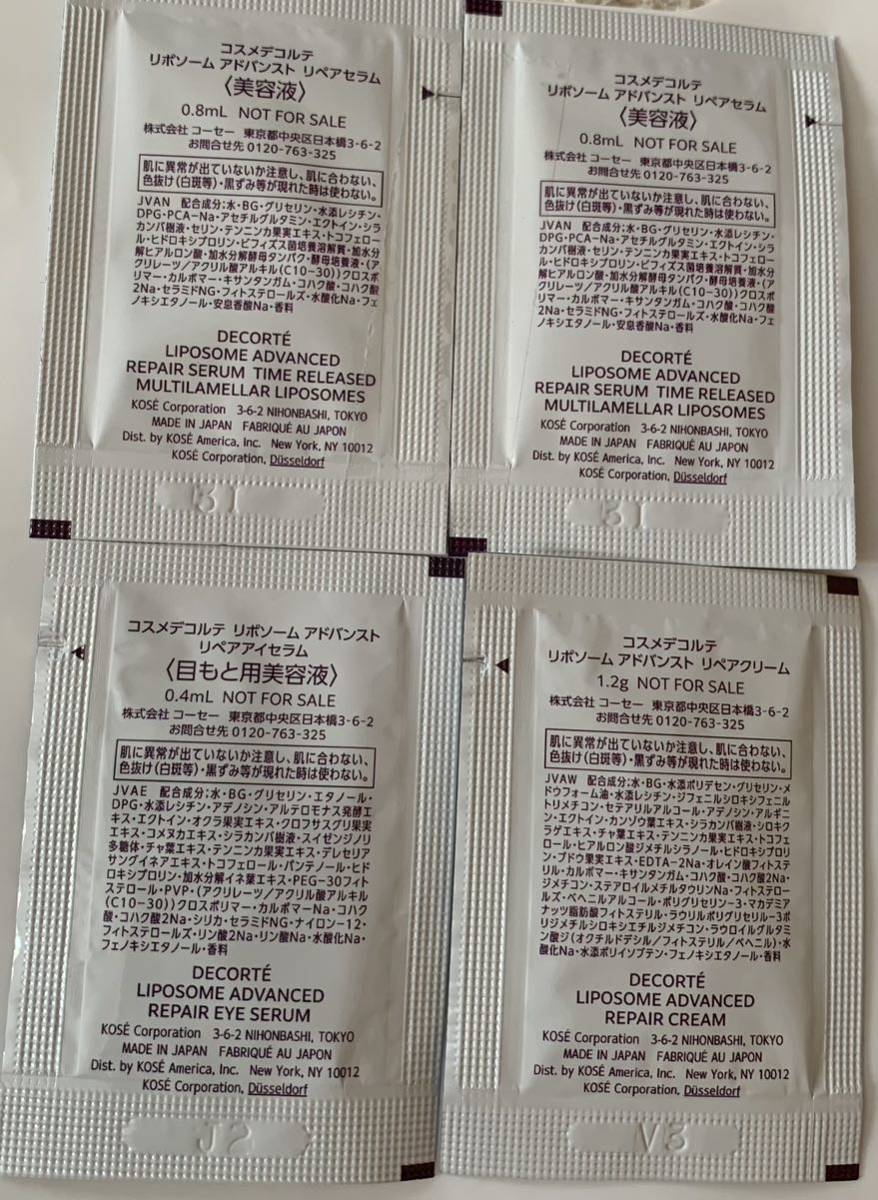 コスメデコルテ
リポソーム アドバンスト リペアセラム
〈美容液〉
0.8mL NOT FOR SALE
株式会社 コーセー 東京都中央区日本橋3-6-2
お問合せ先 0120-763-325
肌に異常が出ていないか注意し、肌に合わない、
色抜け(白斑等)・黒ずみ等が現れた時は使わない。
JVAN 配合成分;水・BG・グリセリン・水添レシチン・
DPG・PCA-Na・アセチルグルタミン・エクトイン・シラ
カンバ樹液・セリン・テンニンカ果実エキス・トコフェロー
ル・ヒドロキシプロリン・ビフィズス菌培養溶解質・加水分
解ヒアルロン酸・加水分解酵母タンパク・酵母培養液・(ア
クリレーツ/アクリル酸アルキル(C10-30))クロスポ
リマー・カルボマー・キサンタンガム・コハク酸・コハク酸
2Na・セラミドNG・フィトステロールズ・水酸化Na・フェ
ノキシエタノール・安息香酸Na・香料
DECORTÉ
LIPOSOME ADVANCED
REPAIR SERUM TIME RELEASED
MULTILAMELLAR LIPOSOMES
KOSÉ Corporation 3-6-2 NIHONBASHI, TOKYO
MADE IN JAPAN FABRIQUÉ AU JAPON
Dist. by KOSÉ America, Inc. New York, NY 10012
KOSÉ Corporation, Düsseldorf
コスメデコルテ
リポソーム アドバンスト リペアセラム
〈美容液〉
0.8mL NOT FOR SALE
株式会社 コーセー 東京都中央区日本橋3-6-2
お問合せ先 0120-763-325
肌に異常が出ていないか注意し、肌に合わない、
色抜け(白斑等)・黒ずみ等が現れた時は使わない。
JVAN 配合成分;水・BG・グリセリン・水添レシチン・
DPG・PCA-Na・アセチルグルタミン・エクトイン・シラ
カンバ樹液・セリン・テンニンカ果実エキス・トコフェロー
ル・ヒドロキシプロリン・ビフィズス菌培養溶解質・加水分
解ヒアルロン酸・加水分解酵母タンパク・酵母培養液・(ア
クリレーツ/アクリル酸アルキル(C10-30))クロスポ
リマー・カルボマー・キサンタンガム・コハク酸・コハク酸
2Na・セラミドNG・フィトステロールズ・水酸化Na・フェ
ノキシエタノール・安息香酸Na・香料
DECORTÉ
LIPOSOME ADVANCED
REPAIR SERUM TIME RELEASED
MULTILAMELLAR LIPOSOMES
KOSÉ Corporation 3-6-2 NIHONBASHI, TOKYO
MADE IN JAPAN FABRIQUÉ AU JAPON
Dist. by KOSÉ America, Inc. New York, NY 10012
KOSÉ Corporation, Düsseldorf
コスメデコルテ リポソーム アドバンスト
リペアアイセラム
〈目もと用美容液〉
0.4mL NOT FOR SALE
株式会社 コーセー 東京都中央区日本橋3-6-2
お問合せ先 0120-763-325
肌に異常が出ていないか注意し、肌に合わない、
色抜け(白斑等)・黒ずみ等が現れた時は使わない。
JVAE 配合成分;水・BG・グリセリン・エタノール・
DPG・水添レシチン・アデノシン・アルテロモナス発酵エ
キス・エクトイン・オクラ果実エキス・クロフサスグリ果実
エキス・コメヌカエキス・シラカンバ樹液・スイゼンジノリ
多糖体・チャ葉エキス・テンニンカ果実エキス・デレセリア
サングイネアエキス・トコフェロール・パンテノール・ヒド
ロキシプロリン・加水分解イネ葉エキス・PEG-30フィト
ステロール・PVP・(アクリレーツ/アクリル酸アルキル
(C10-30))クロスポリマー・カルボマーNa・コハク
酸・コハク酸2Na・シリカ・セラミドNG・ナイロン-12・
フィトステロールズ・リン酸2Na・リン酸Na・水酸化Na・
フェノキシエタノール・香料
DECORTÉ
LIPOSOME ADVANCED
REPAIR EYE SERUM
KOSÉ Corporation 3-6-2 NIHONBASHI, TOKYO
MADE IN JAPAN FABRIQUÉ AU JAPON
Dist. by KOSÉ America, Inc. New York, NY 10012
KOSÉ Corporation, Düsseldorf
J2
コスメデコルテ
リポソーム アドバンスト リペアクリーム
1.2g NOT FOR SALE
株式会社 コーセー 東京都中央区日本橋3-6-2
お問合せ先 0120-763-325
肌に異常が出ていないか注意し、肌に合わない、
色抜け(白斑等)・黒ずみ等が現れた時は使わない。
JVAW 配合成分;水・BG・水添ポリデセン・グリセリン・メ
ドウフォーム油・水添レシチン・ジフェニルシロキシフェニル
トリメチコン・セテアリルアルコール・アデノシン・アルギニ
ン・エクトイン・カンゾウ葉エキス・シラカンバ樹液・シロキク
ラゲエキス・チャ葉エキス・テンニンカ果実エキス・トコフェ
ロール・ヒアルロン酸ジメチルシラノール・ヒドロキシプロリ
ン・ブドウ果実エキス・EDTA-2Na・オレイン酸フィトステ
リル・カルボマー・キサンタンガム・コハク酸・コハク酸2Na・
ジメチコン・ステアロイルメチルタウリンNa・フィトステロー
ルズ・ベヘニルアルコール・ポリグリセリン-3・マカデミア
ナッツ脂肪酸フィトステリル・ラウリルポリグリセリル-3ポ
リジメチルシロキシエチルジメチコン・ラウロイルグルタミ
ン酸ジ(オクチルドデシル/フィトステリル/ベヘニル)・水
酸化Na・水添ポリイソブテン・フェノキシエタノール・香料
DECORTÉ
LIPOSOME ADVANCED
REPAIR CREAM
KOSÉ Corporation 3-6-2 NIHONBASHI, TOKYO
MADE IN JAPAN FABRIQUÉ AU JAPON
Dist. by KOSÉ America, Inc. New York, NY 10012
KOSÉ Corporation, Düsseldorf